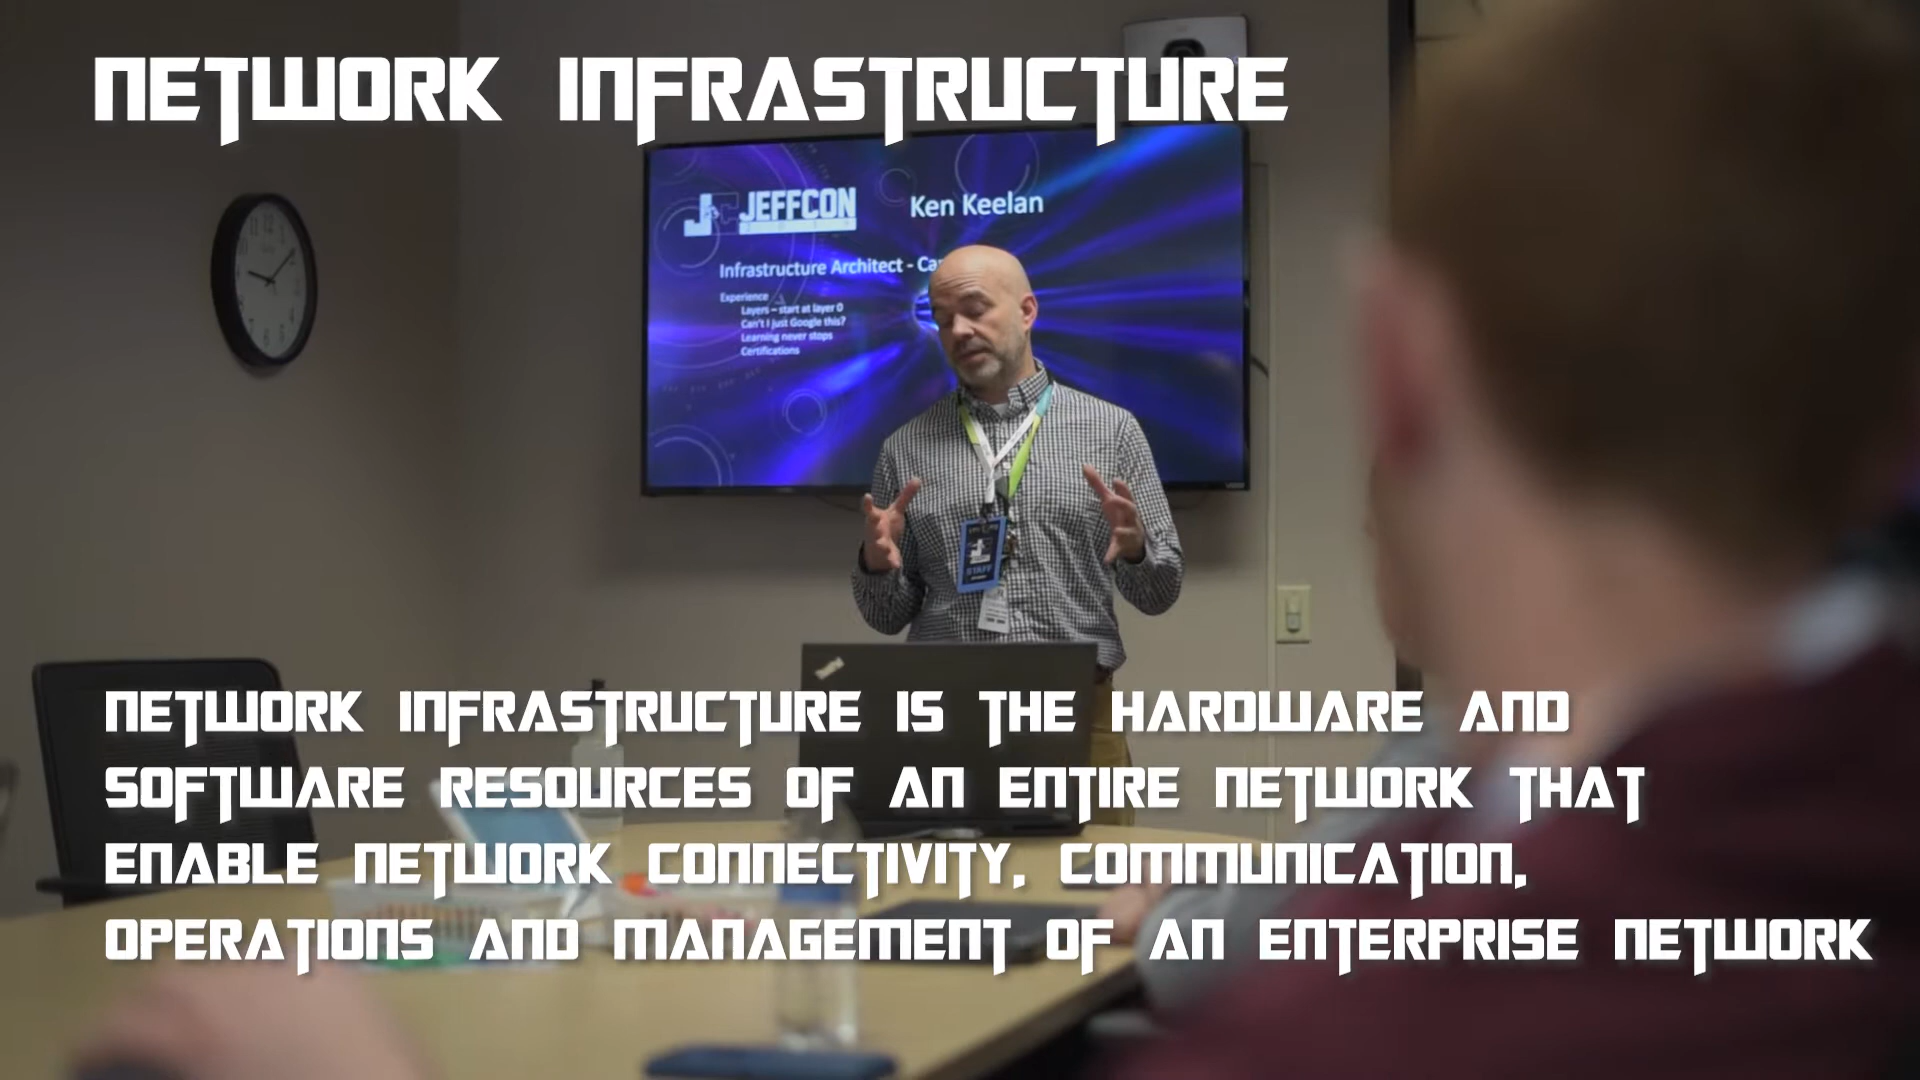 NETWORK INFRASTRUCTURE
JEFFCON
Ken Keelan
Infrastructure Architect -
Experience
Layers – start at layer 0
Can't I just Google this?
Learning never stops
Certifications
STAFF
NETWORK INFRASTRUCTURE IS THE HARDWARE AND
SOFTWARE RESOURCES OF AN ENTIRE NETWORK THAT
ENABLE NETWORK CONNECTIVITY, COMMUNICATION,
OPERATIONS AND MANAGEMENT OF AN ENTERPRISE NETWORK